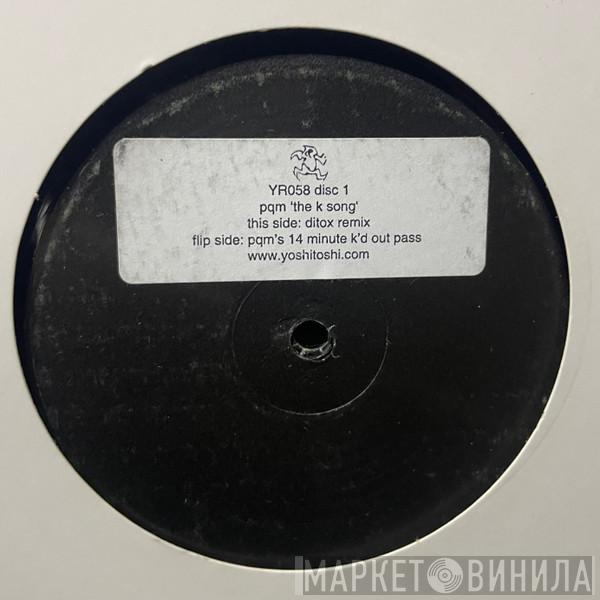 YR058 disc 1
pqm 'the k song'
this side: ditox remix
flip side: pqm's 14 minute k'd out pass
www.yoshitoshi.com
МАРКЕТ ВИНИЛА